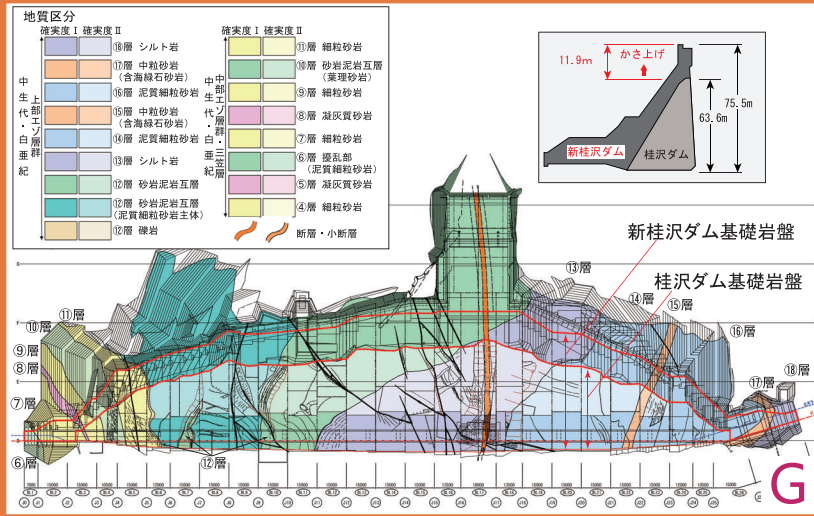 地質区分
確実度Ⅰ 確実度Ⅱ
中生代・白亜紀
上部エゾ層群
⑱層 シルト岩
⑰層 中粒砂岩
(含海緑石砂岩)
⑯層 泥質細粒砂岩
⑮層 中粒砂岩
(含海緑石砂岩)
⑭層 泥質細粒砂岩
⑬層 シルト岩
⑫層 砂岩泥岩互層
⑫層 砂岩泥岩互層
(泥質細粒砂岩主体)
⑫層 礫岩
確実度Ⅰ 確実度Ⅱ
中生代・白亜紀
中部エゾ層群・三笠層
⑪層 細粒砂岩
⑩層 砂岩泥岩互層
(葉理砂岩)
⑨層 細粒砂岩
⑧層 凝灰質砂岩
⑦層 細粒砂岩
⑥層 擾乱部
(泥質細粒砂岩)
⑤層 凝灰質砂岩
④層 細粒砂岩
断層・小断層
11.9m
かさ上げ
75.5m
63.6m
新桂沢ダム
桂沢ダム
新桂沢ダム基礎岩盤
桂沢ダム基礎岩盤
⑬層
⑭層
⑮層
⑯層
⑰層
⑱層
⑪層
⑩層
⑨層
⑧層
⑦層
⑥層
⑫層
G